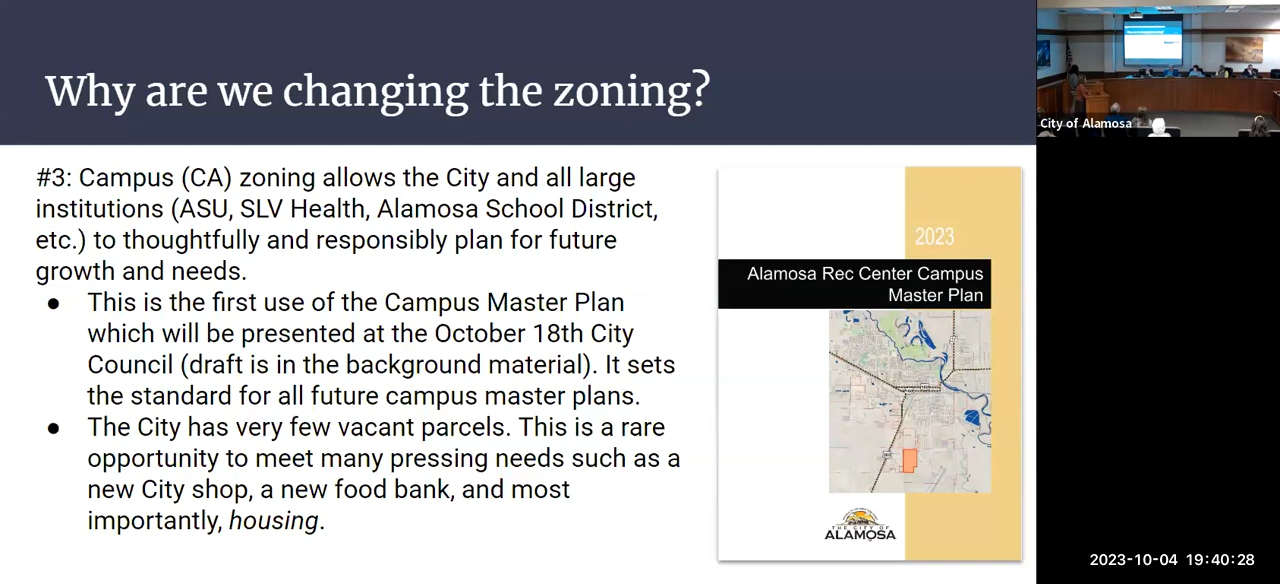 Why are we changing the zoning?
#3: Campus (CA) zoning allows the City and all large
institutions (ASU, SLV Health, Alamosa School District,
etc.) to thoughtfully and responsibly plan for future
growth and needs.
● This is the first use of the Campus Master Plan
which will be presented at the October 18th City
Council (draft is in the background material). It sets
the standard for all future campus master plans.
● The City has very few vacant parcels. This is a rare
opportunity to meet many pressing needs such as a
new City shop, a new food bank, and most
importantly, housing.
2023
Alamosa Rec Center Campus
Master Plan
THE CITY OF
ALAMOSA
City of Alamosa
2023-10-04 19:40:28